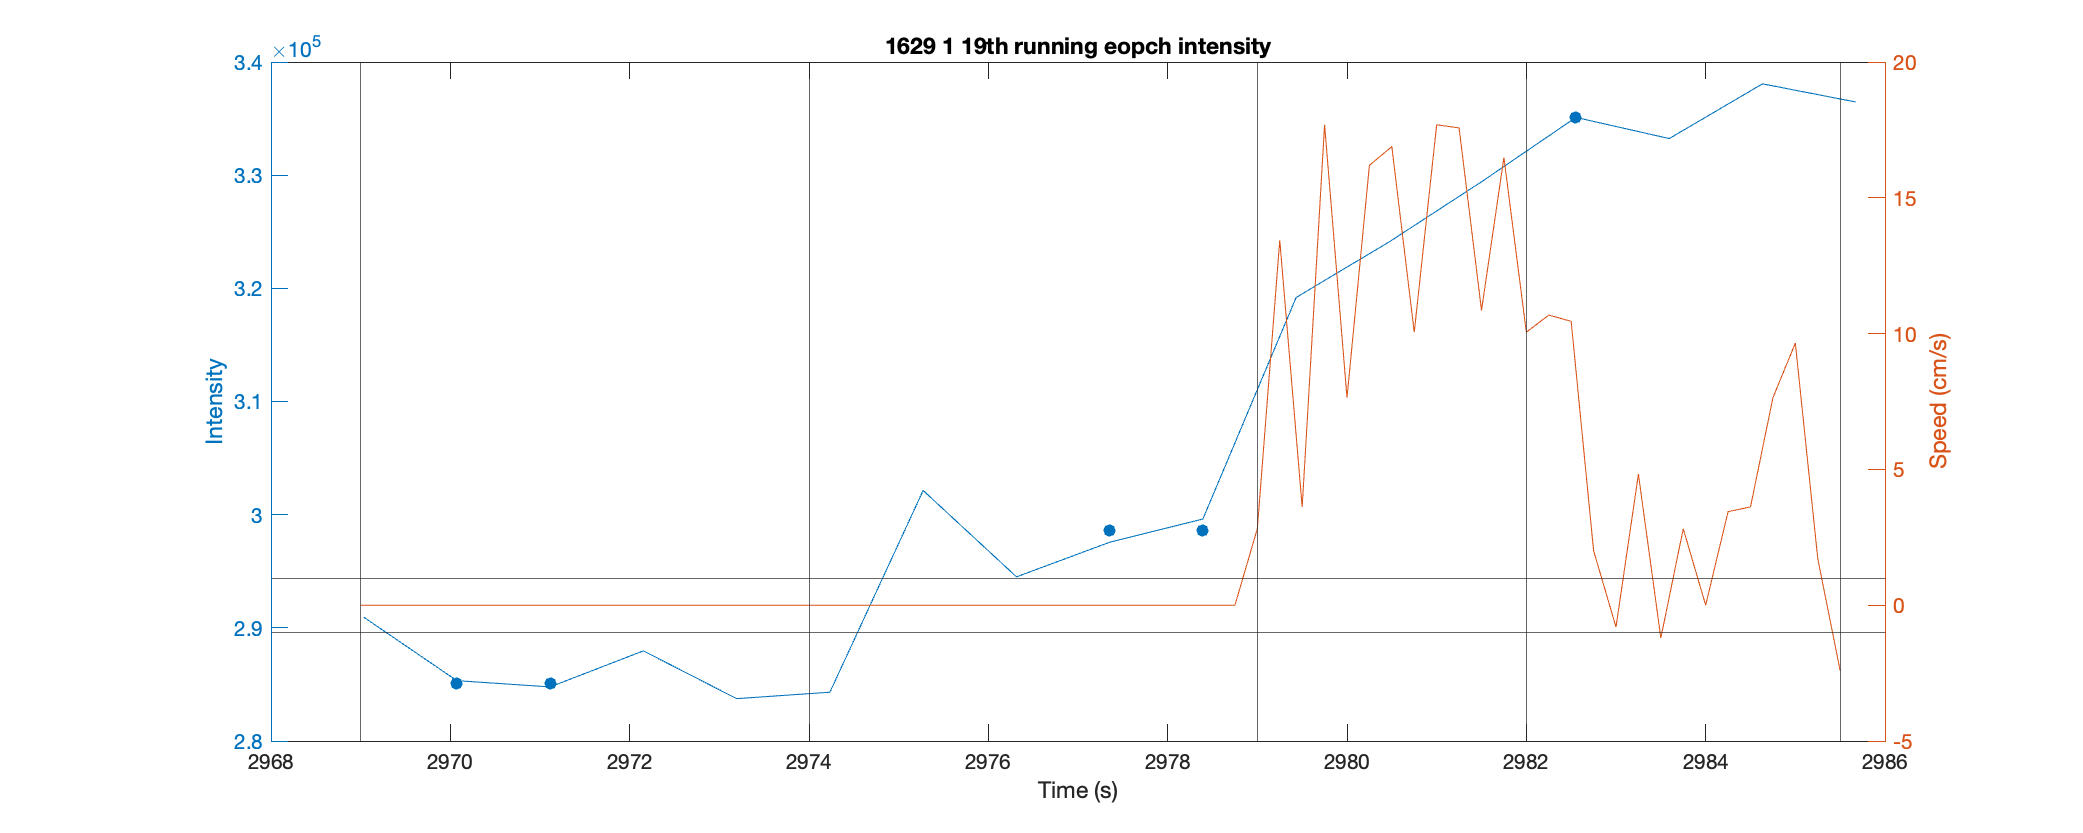 1629 1 19th running eopch intensity
×10^5
3.4
3.3
3.2
3.1
3
2.9
2.8
Intensity
20
15
10
5
0
-5
Speed (cm/s)
2968 2970 2972 2974 2976 2978 2980 2982 2984 2986
Time (s)